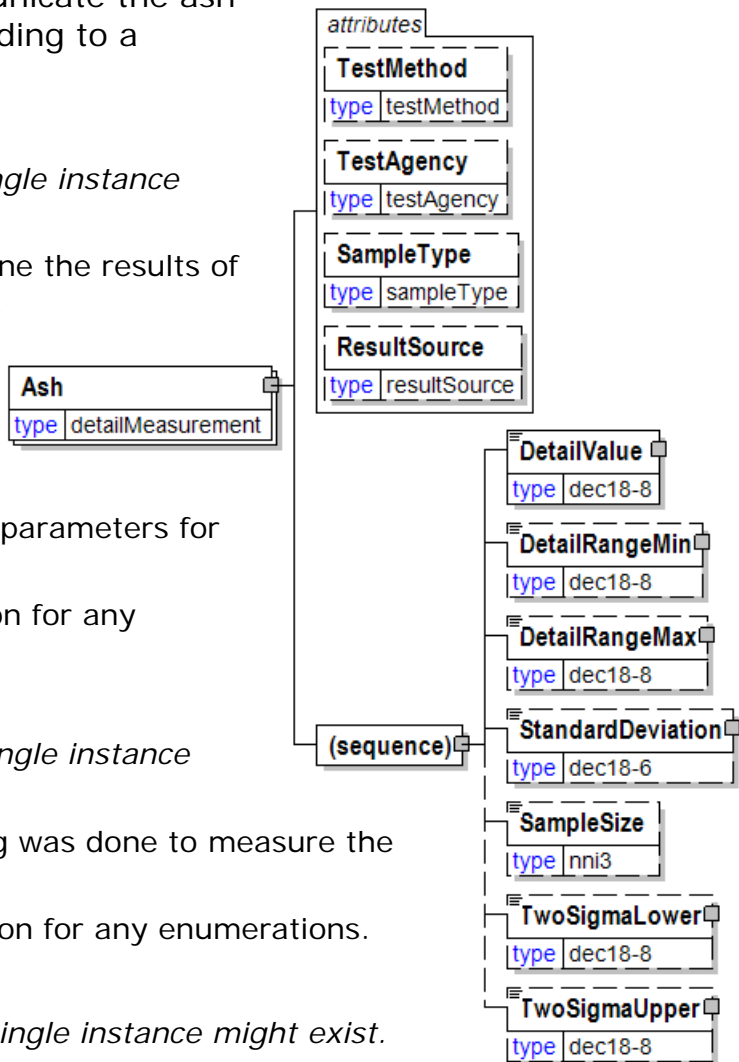 unicate the ash
ding to a
ngle instance
ne the results of
parameters for
on for any
ngle instance
g was done to measure the
on for any enumerations.
ingle instance might exist.
Ash
type detailMeasurement
attributes
TestMethod
type testMethod
TestAgency
type testAgency
SampleType
type sampleType
ResultSource
type resultSource
(sequence)
DetailValue
type dec18-8
DetailRangeMin
type dec18-8
DetailRangeMax
type dec18-8
StandardDeviation
type dec18-6
SampleSize
type nni3
TwoSigmaLower
type dec18-8
TwoSigmaUpper
type dec18-8